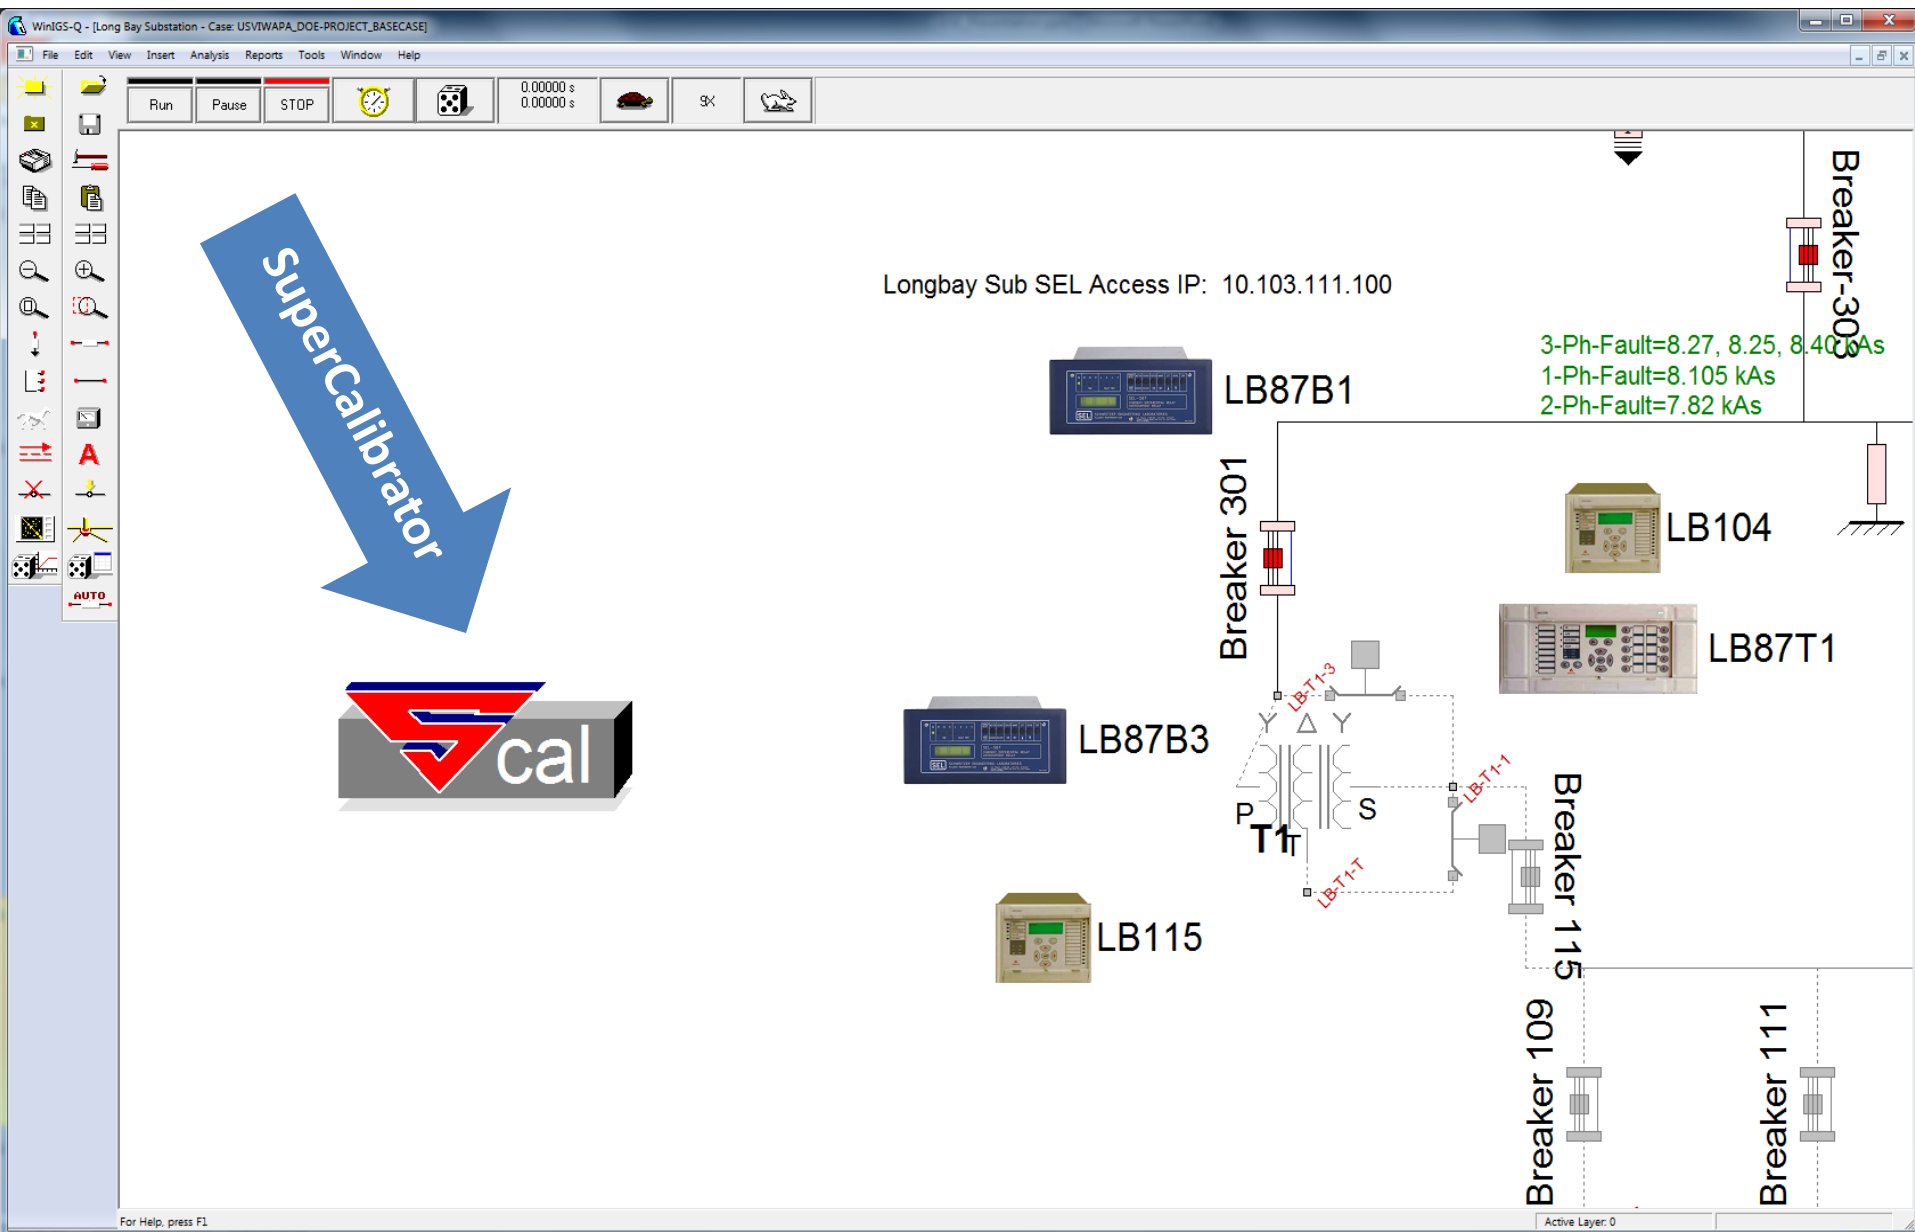 WinIGS-Q - [Long Bay Substation - Case: USVIWAPA_DOE-PROJECT_BASECASE]
File Edit View Insert Analysis Reports Tools Window Help
Run Pause STOP
0.00000 s
0.00000 s
9X
AUTO
A
SuperCalibrator
cal
Longbay Sub SEL Access IP: 10.103.111.100
Breaker-303
3-Ph-Fault=8.27, 8.25, 8.40 kAs
1-Ph-Fault=8.105 kAs
2-Ph-Fault=7.82 kAs
LB87B1
SEL
Breaker 301
LB104
LB87T1
LB-T1-3
LB87B3
SEL
LB-T1-1
P
S
T1
T
LB-T1-T
Breaker 115
LB115
Breaker 109
Breaker 111
For Help, press F1
Active Layer: 0